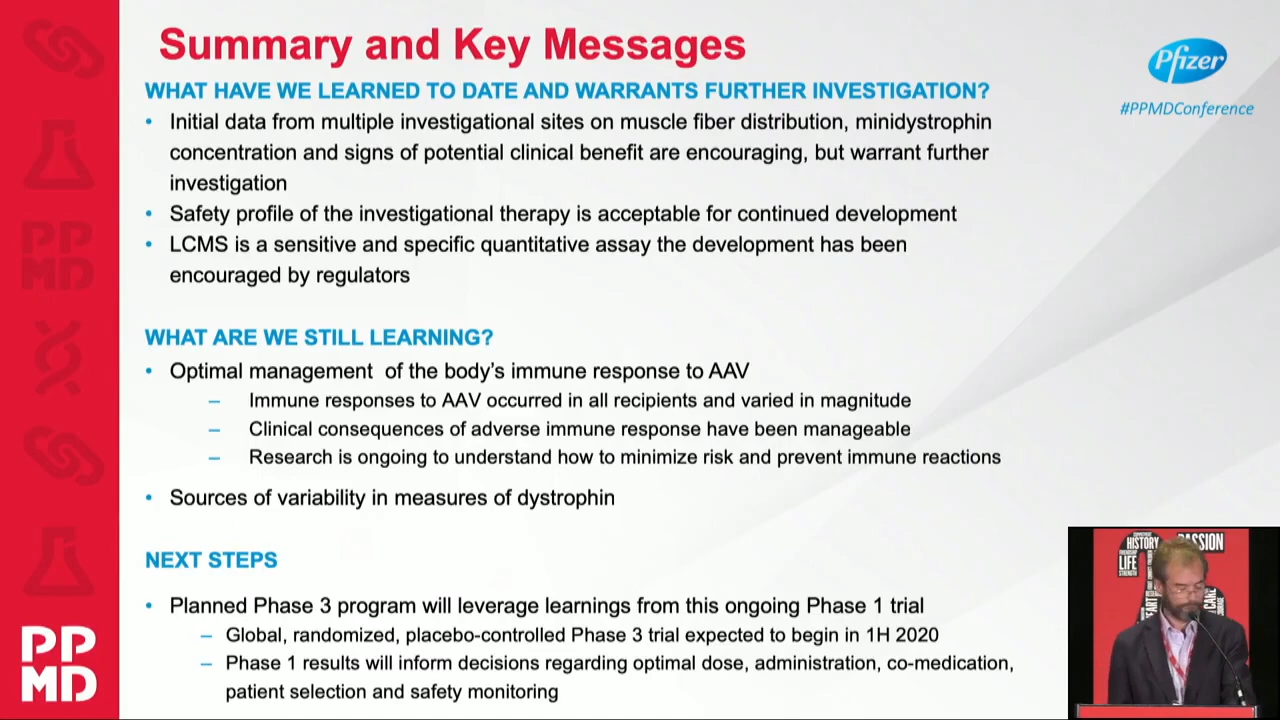 Summary and Key Messages
Pfizer
#PPMDConference
WHAT HAVE WE LEARNED TO DATE AND WARRANTS FURTHER INVESTIGATION?
• Initial data from multiple investigational sites on muscle fiber distribution, minidystrophin
concentration and signs of potential clinical benefit are encouraging, but warrant further
investigation
• Safety profile of the investigational therapy is acceptable for continued development
• LCMS is a sensitive and specific quantitative assay the development has been
encouraged by regulators
WHAT ARE WE STILL LEARNING?
• Optimal management of the body’s immune response to AAV
– Immune responses to AAV occurred in all recipients and varied in magnitude
– Clinical consequences of adverse immune response have been manageable
– Research is ongoing to understand how to minimize risk and prevent immune reactions
• Sources of variability in measures of dystrophin
NEXT STEPS
• Planned Phase 3 program will leverage learnings from this ongoing Phase 1 trial
– Global, randomized, placebo-controlled Phase 3 trial expected to begin in 1H 2020
– Phase 1 results will inform decisions regarding optimal dose, administration, co-medication,
patient selection and safety monitoring
PP
MD
PP
MD
HISTORY
PASSION
LIFE
STRENGTH